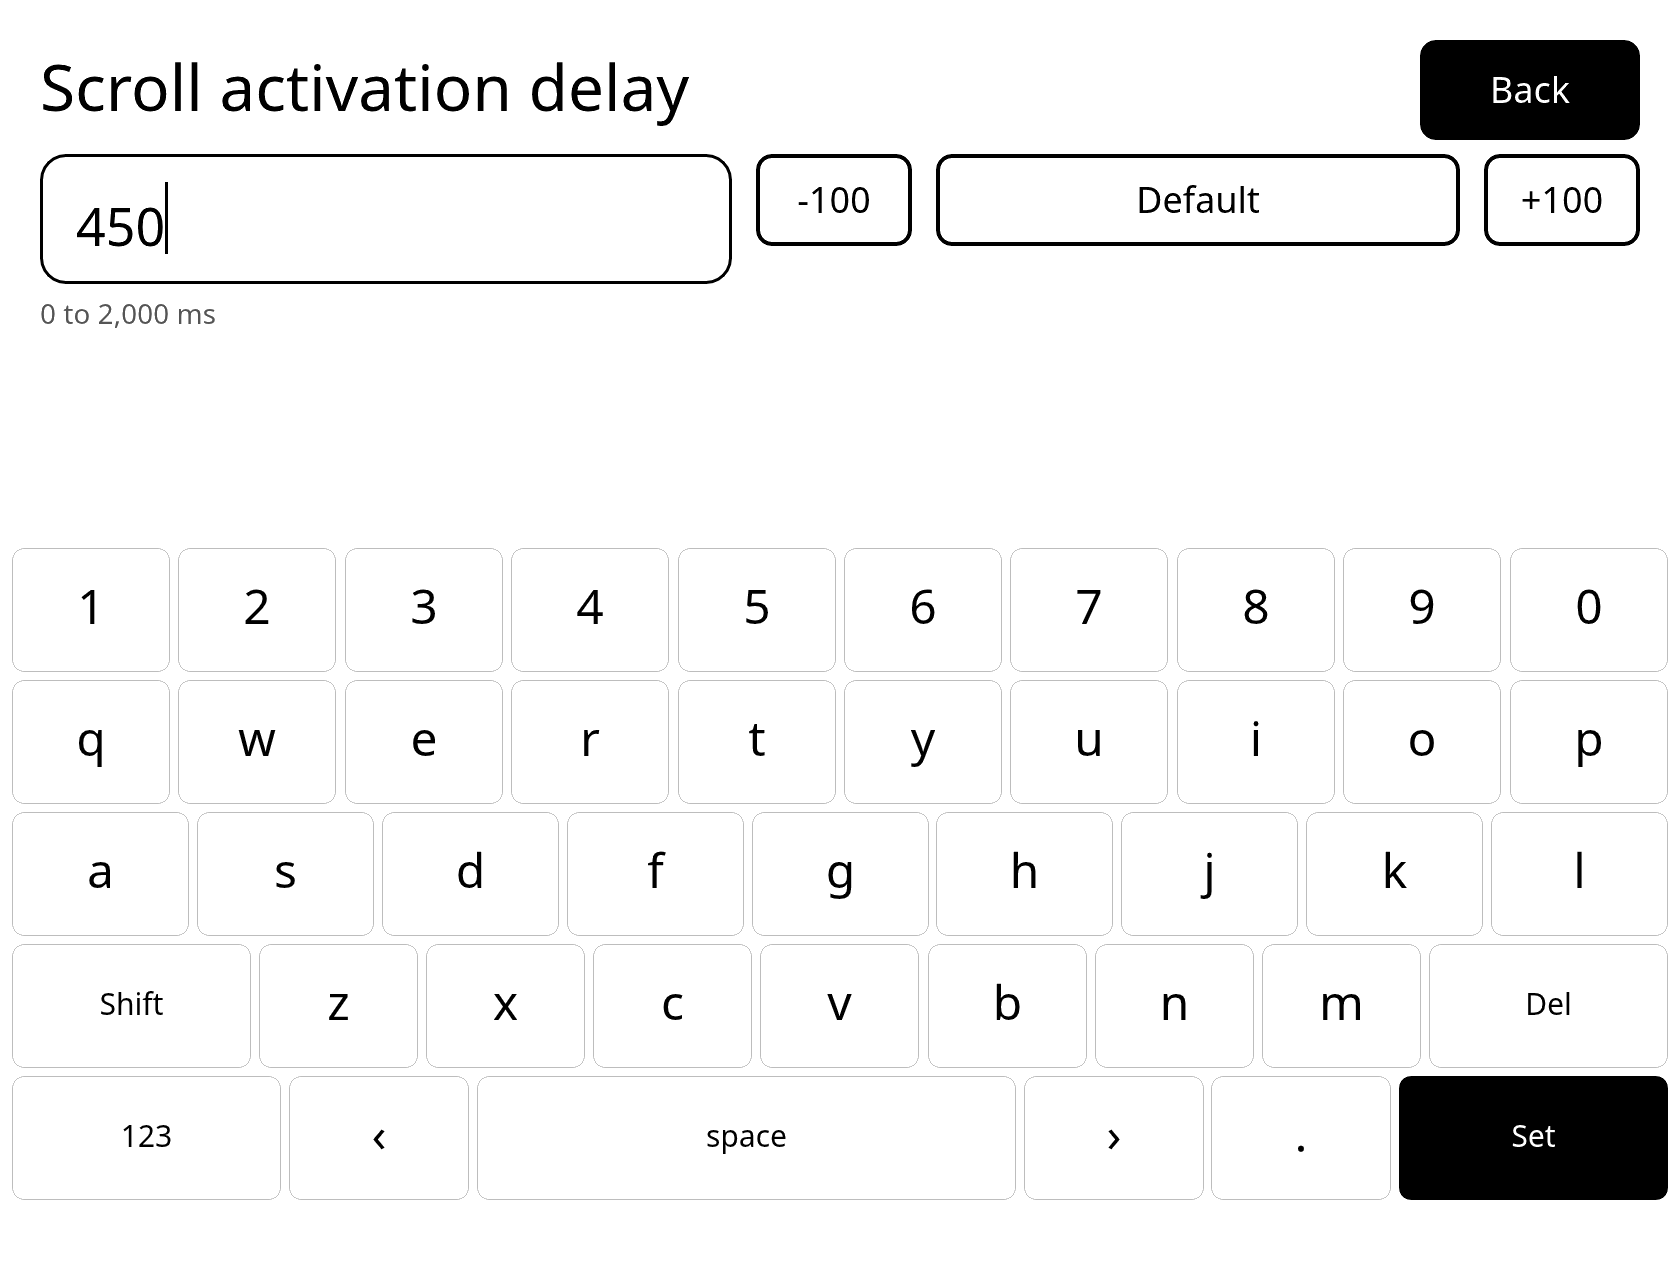 Scroll activation delay
Back
450
-100
Default
+100
0 to 2,000 ms
1 2 3 4 5 6 7 8 9 0
q w e r t y u i o p
a s d f g h j k l
Shift z x c v b n m Del
123 ‹ space › . Set